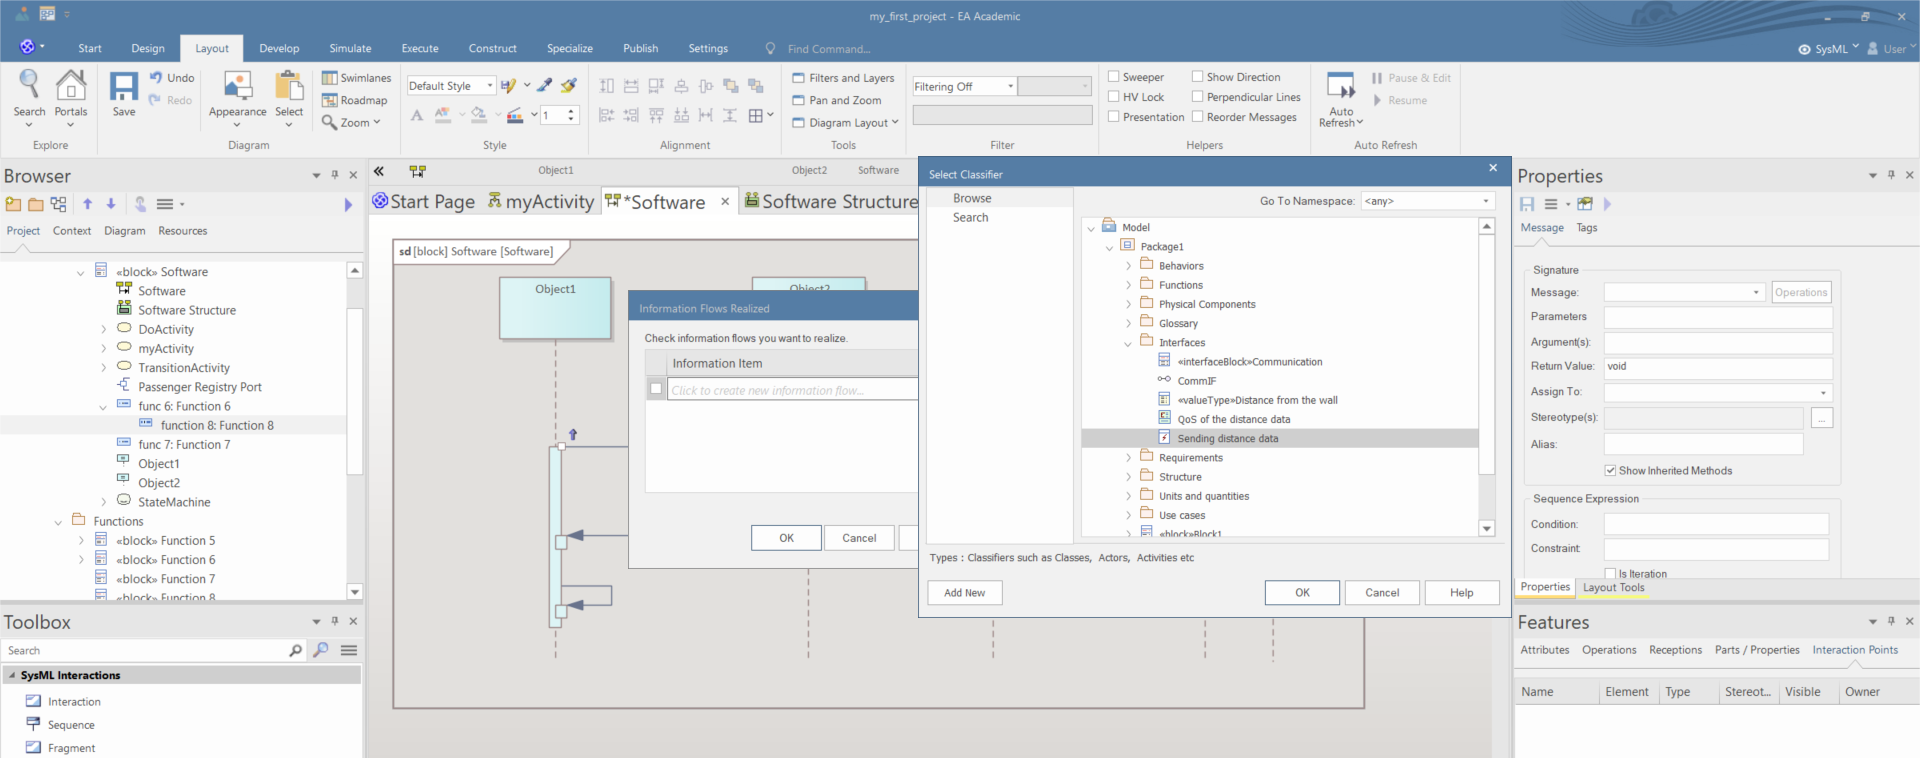 my_first_project - EA Academic
Start
Design
Layout
Develop
Simulate
Execute
Construct
Specialize
Publish
Settings
Find Command...
SysML
User
Search
Portals
Explore
Save
Undo
Redo
Appearance
Select
Swimlanes
Roadmap
Zoom
Diagram
Default Style
1
Style
Alignment
Filters and Layers
Pan and Zoom
Diagram Layout
Tools
Filtering Off
Filter
Sweeper
Show Direction
HV Lock
Perpendicular Lines
Presentation
Reorder Messages
Helpers
Auto
Refresh
Pause & Edit
Resume
Auto Refresh
Browser
Project
Context
Diagram
Resources
«block» Software
Software
Software Structure
DoActivity
myActivity
TransitionActivity
Passenger Registry Port
func 6: Function 6
function 8: Function 8
func 7: Function 7
Object1
Object2
StateMachine
Functions
«block» Function 5
«block» Function 6
«block» Function 7
«block» Function 8
Toolbox
Search
SysML Interactions
Interaction
Sequence
Fragment
Object1
Object2
Software
Start Page
myActivity
*Software
Software Structure
sd [block] Software [Software]
Object1
Object2
Information Flows Realized
Check information flows you want to realize.
Information Item
Click to create new information flow...
OK
Cancel
Select Classifier
Browse
Search
Go To Namespace:
<any>
Model
Package1
Behaviors
Functions
Physical Components
Glossary
Interfaces
«interfaceBlock»Communication
CommIF
«valueType»Distance from the wall
QoS of the distance data
Sending distance data
Requirements
Structure
Units and quantities
Use cases
«block»Block1
Types : Classifiers such as Classes, Actors, Activities etc
Add New
OK
Cancel
Help
Properties
Message
Tags
Signature
Message:
Operations
Parameters
Argument(s):
Return Value:
void
Assign To:
Stereotype(s):
...
Alias:
Show Inherited Methods
Sequence Expression
Condition:
Constraint:
Is Iteration
Properties
Layout Tools
Features
Attributes
Operations
Receptions
Parts / Properties
Interaction Points
Name
Element
Type
Stereot...
Visible
Owner